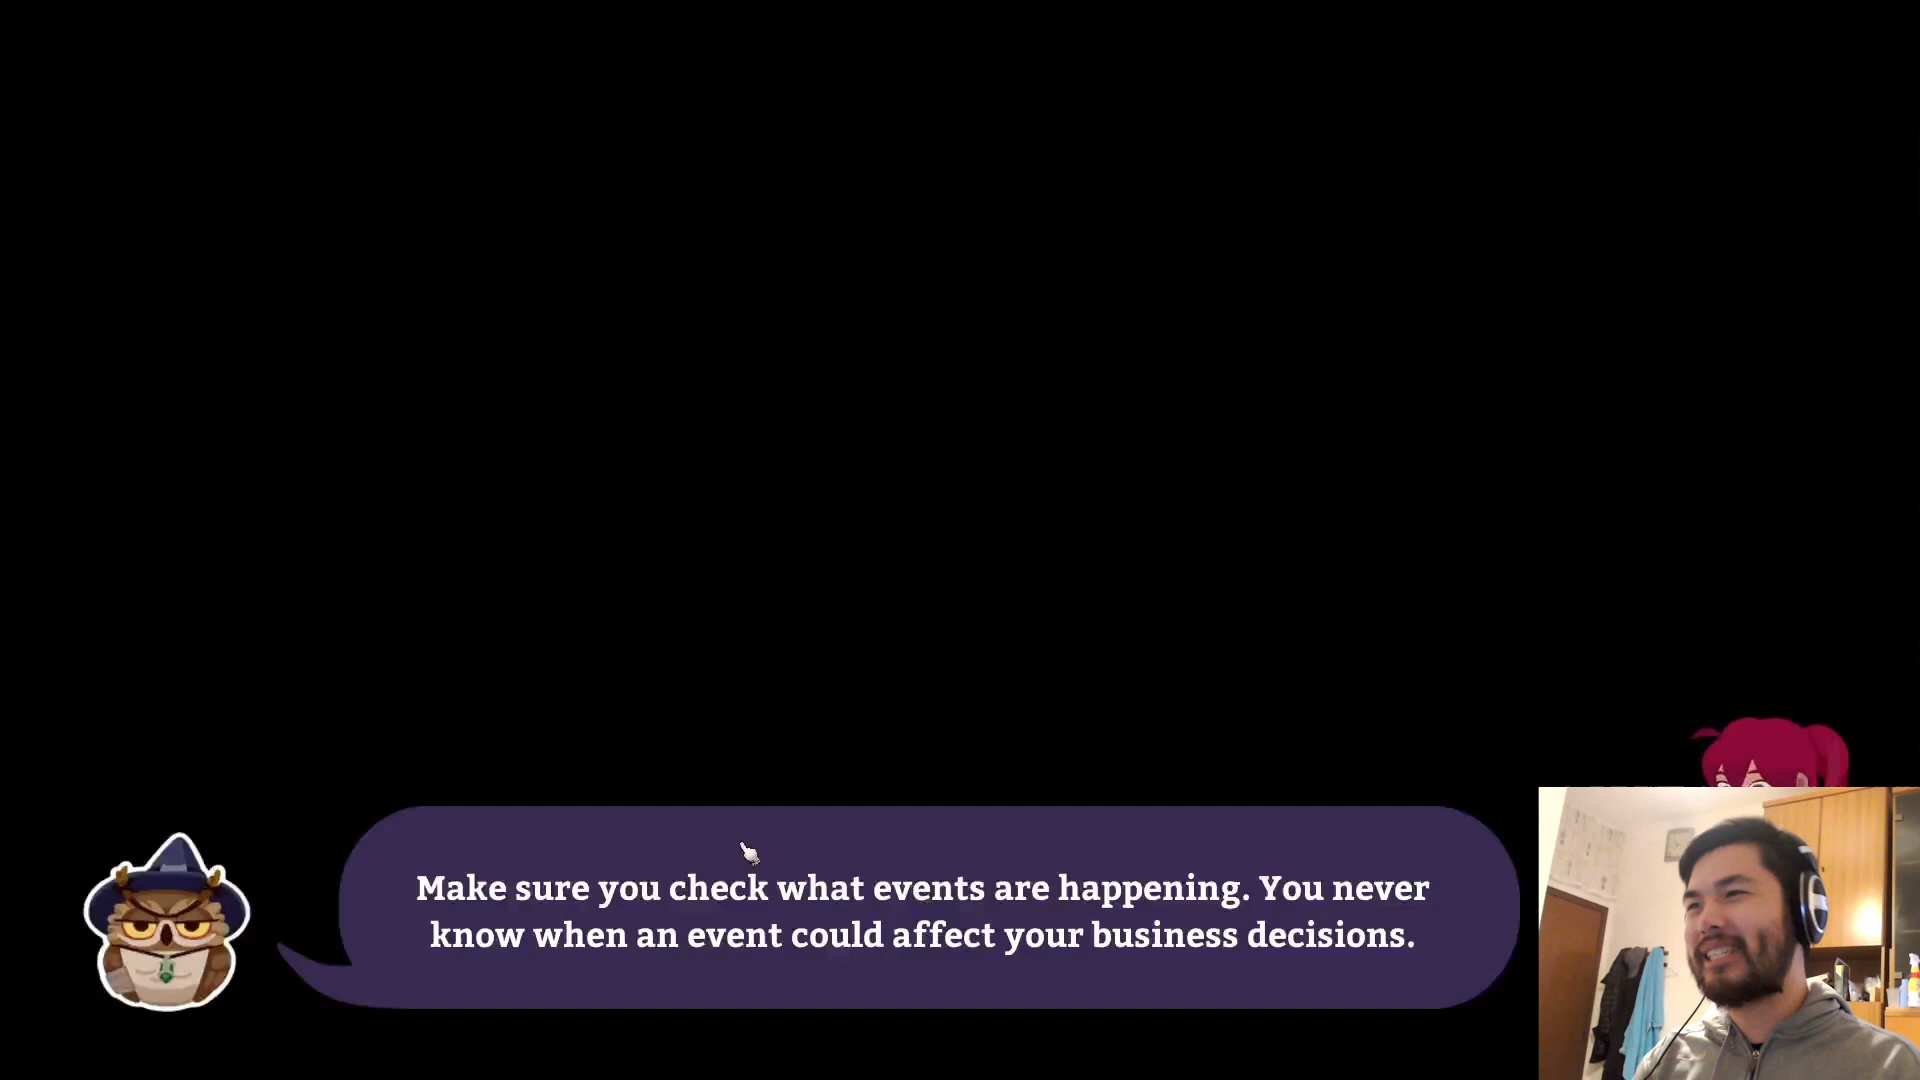 Make sure you check what events are happening. You never
know when an event could affect your business decisions.